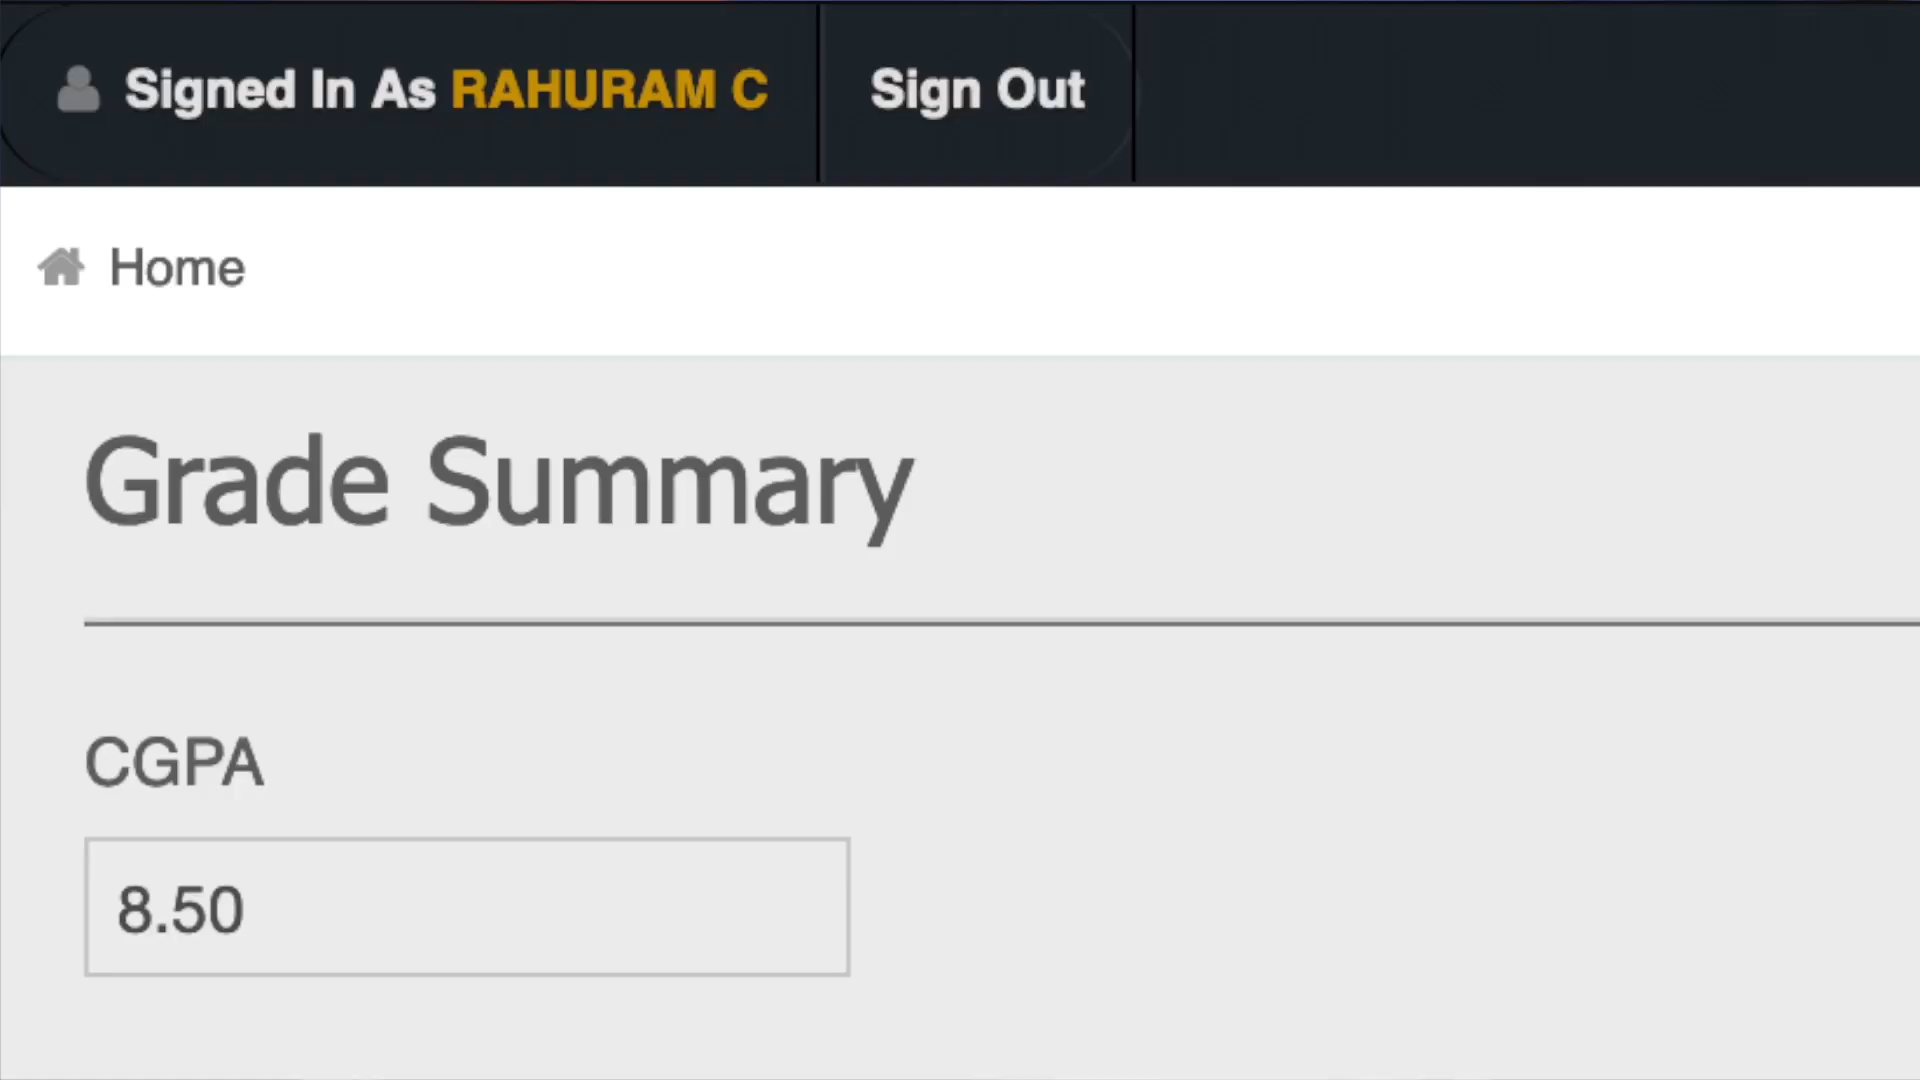 Signed In As RAHURAM C
Sign Out
Home
Grade Summary
CGPA
8.50